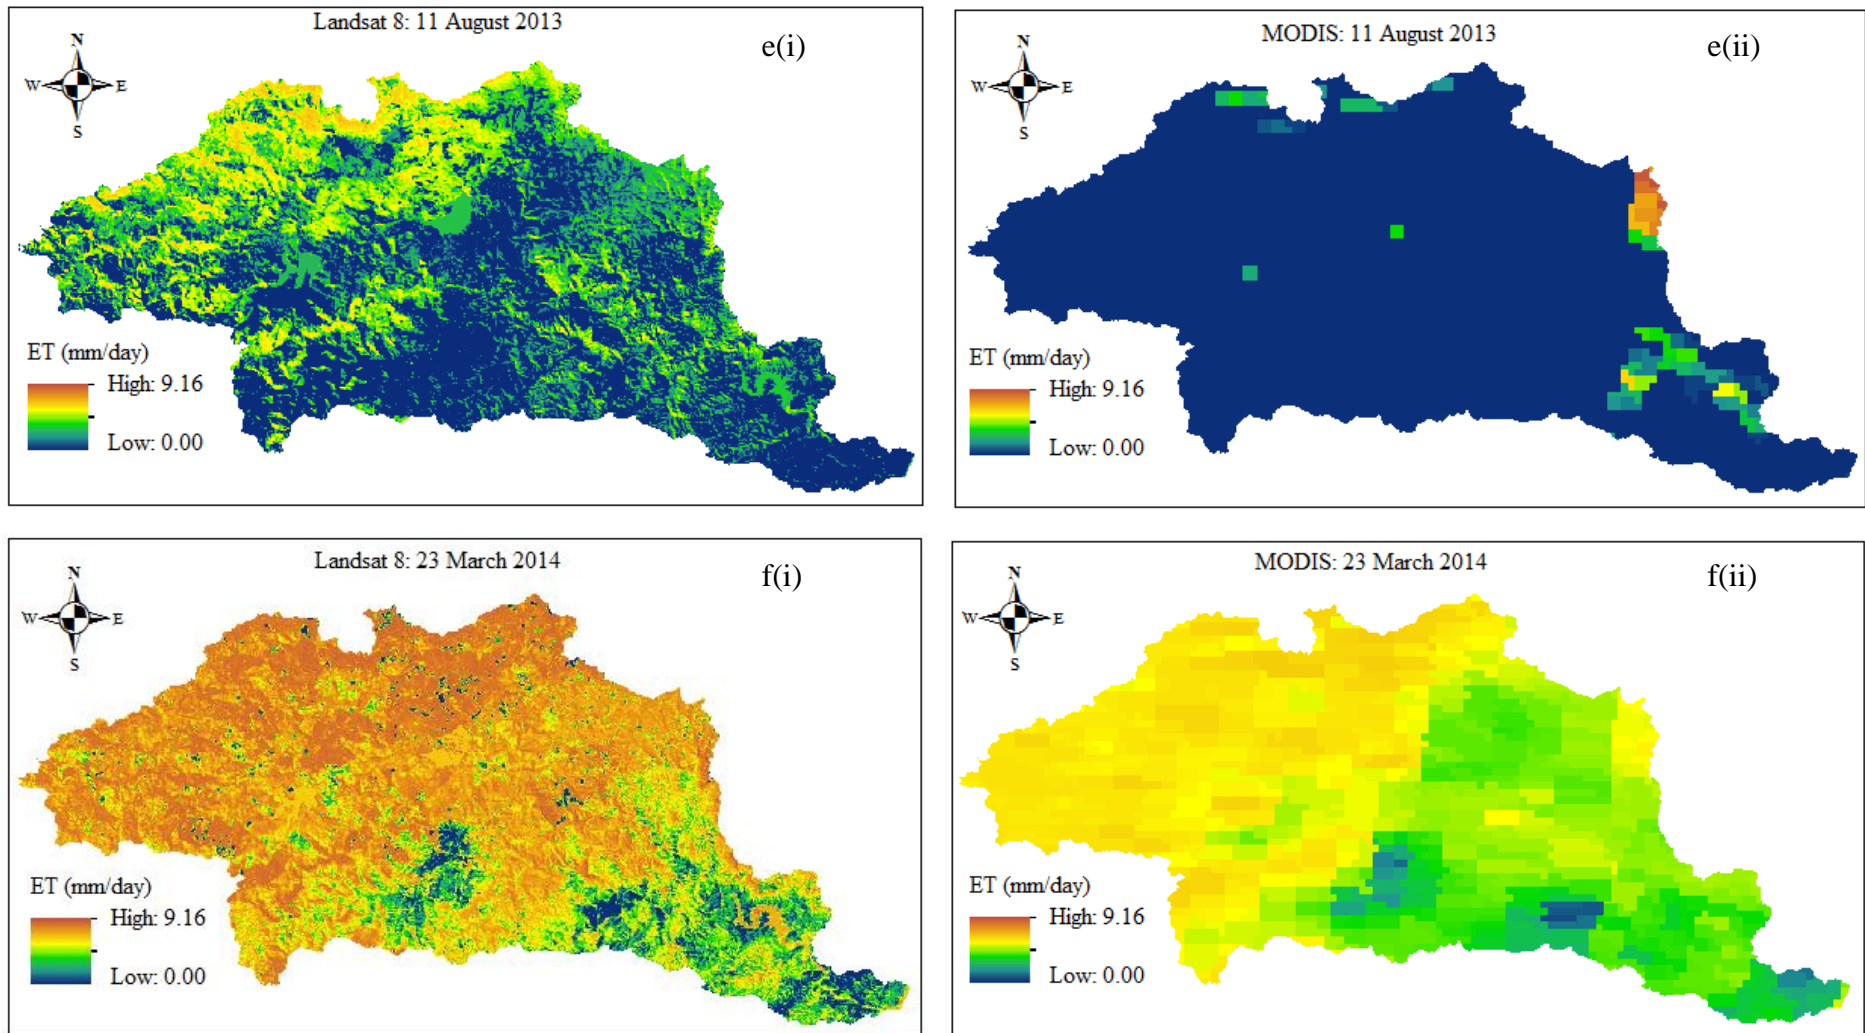 Landsat 8: 11 August 2013
e(i)
N
W E
S
ET (mm/day)
High: 9.16
Low: 0.00
MODIS: 11 August 2013
e(ii)
N
W E
S
ET (mm/day)
High: 9.16
Low: 0.00
Landsat 8: 23 March 2014
f(i)
N
W E
S
ET (mm/day)
High: 9.16
Low: 0.00
MODIS: 23 March 2014
f(ii)
N
W E
S
ET (mm/day)
High: 9.16
Low: 0.00